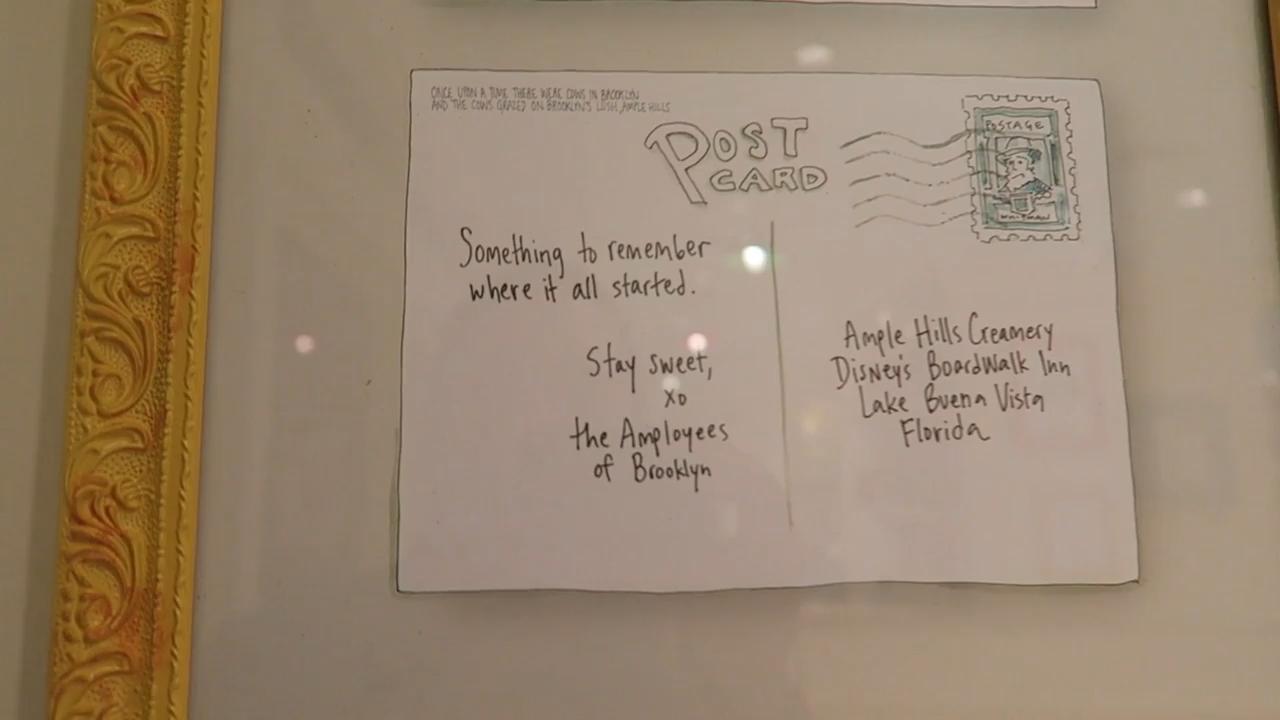 ONCE UPON A TIME THERE WERE COWS IN BROOKLYN
AND THE COWS GRAZED ON BROOKLYN'S LUSH, AMPLE HILLS
POST
CARD
POSTAGE
WHITMAN
Something to remember
where it all started.
Stay sweet,
XO
the Amployees
of Brooklyn
Ample Hills Creamery
Disney's BoardWalk Inn
Lake Buena Vista
Florida